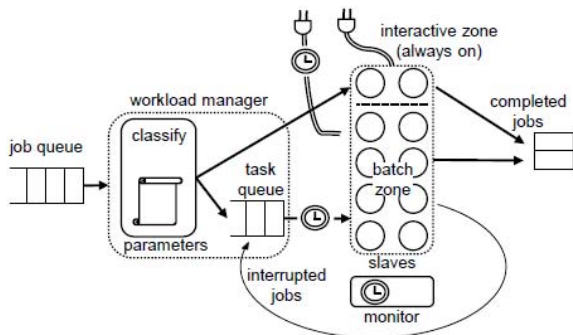 interactive zone
(always on)
workload manager
completed
jobs
classify
job queue
task
queue
batch
zone
parameters
interrupted
jobs
slaves
monitor